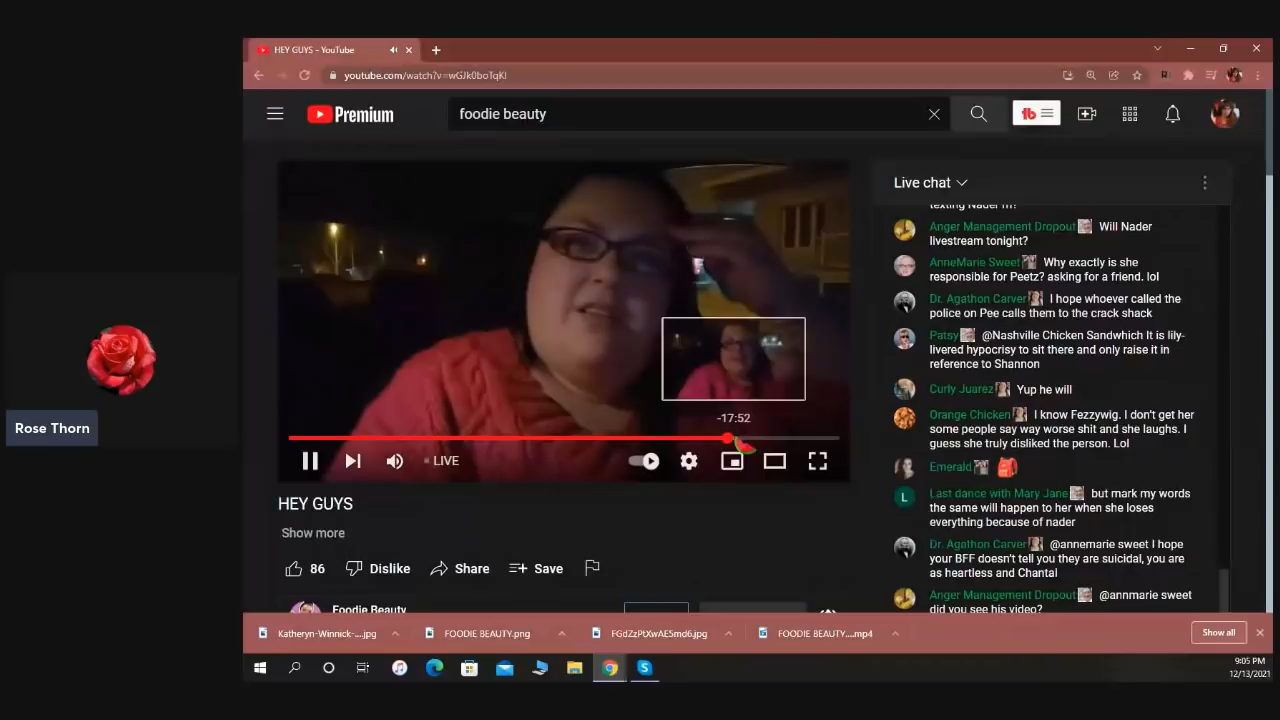 HEY GUYS - YouTube
youtube.com/watch?v=wGJk0boTqKI
Premium
foodie beauty
Live chat
texting Nader
Anger Management Dropout Will Nader
livestream tonight?
AnneMarie Sweet Why exactly is she
responsible for Peetz? asking for a friend. lol
Dr. Agathon Carver I hope whoever called the
police on Pee calls them to the crack shack
Patsy @Nashville Chicken Sandwhich It is lily-
livered hypocrisy to sit there and only raise it in
reference to Shannon
Curly Juarez Yup he will
Orange Chicken I know Fezzywig. I don't get her
some people say way worse shit and she laughs. I
guess she truly disliked the person. Lol
Emerald
L Last dance with Mary Jane but mark my words
the same will happen to her when she loses
everything because of nader
Dr. Agathon Carver @annemarie sweet I hope
your BFF doesn't tell you they are suicidal, you are
as heartless and Chantal
Anger Management Dropout @annmarie sweet
did you see his video?
-17:52
LIVE
HEY GUYS
Show more
86 Dislike Share Save
Foodie Beauty
Rose Thorn
Katheryn-Winnick-....jpg
FOODIE BEAUTY.png
FGdZzPtXwAE5md6.jpg
FOODIE BEAUTY....mp4
Show all
9:05 PM
12/13/2021